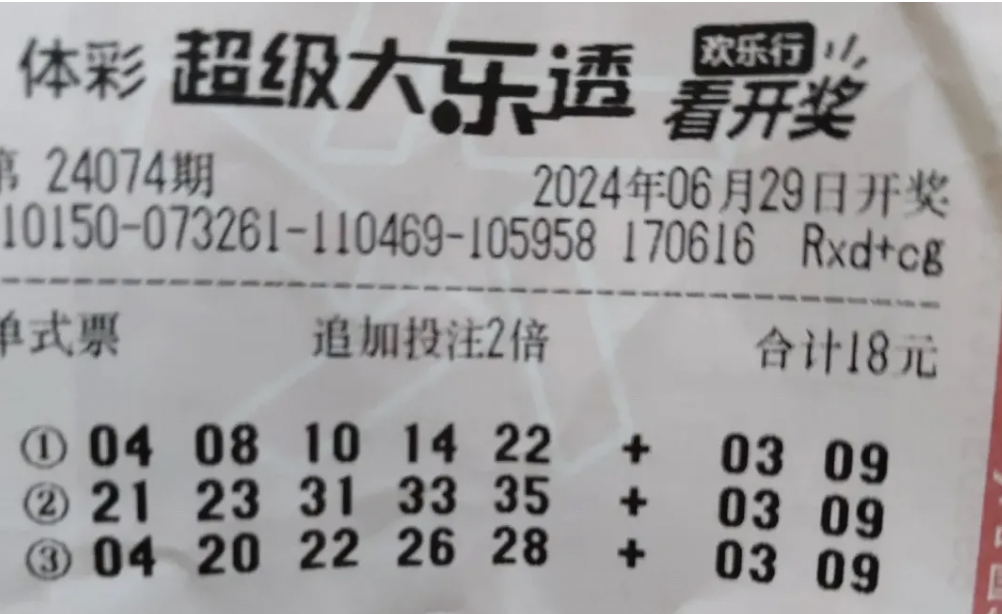 体彩 超级大乐透 欢乐行 看开奖
24074期 2024年06月29日开奖
10150-073261-110469-105958 170616 Rxd+cg
单式票 追加投注2倍 合计18元
① 04 08 10 14 22 + 03 09
② 21 23 31 33 35 + 03 09
③ 04 20 22 26 28 + 03 09